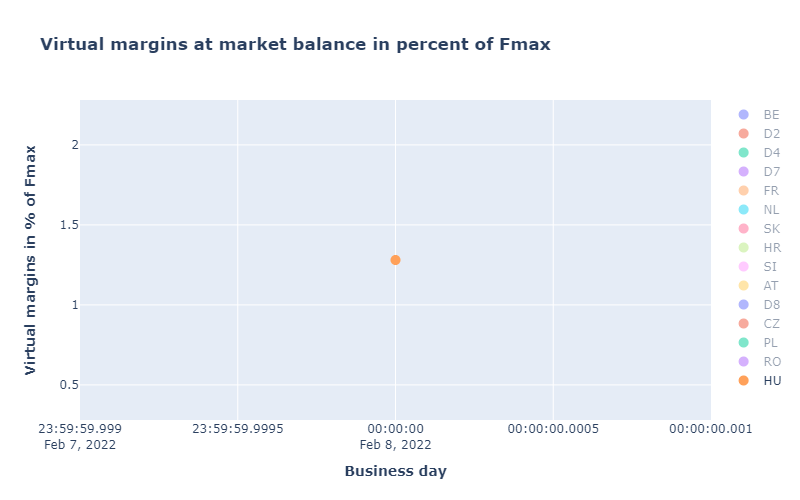 Virtual margins at market balance in percent of Fmax
Virtual margins in % of Fmax
2
1.5
1
0.5
23:59:59.999
Feb 7, 2022
23:59:59.9995
00:00:00
Feb 8, 2022
00:00:00.0005
00:00:00.001
Business day
BE
D2
D4
D7
FR
NL
SK
HR
SI
AT
D8
CZ
PL
RO
HU